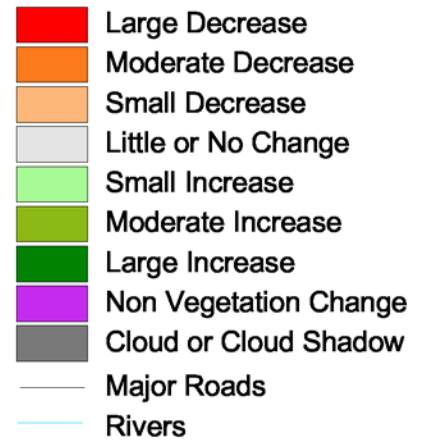 Large Decrease
Moderate Decrease
Small Decrease
Little or No Change
Small Increase
Moderate Increase
Large Increase
Non Vegetation Change
Cloud or Cloud Shadow
Major Roads
Rivers